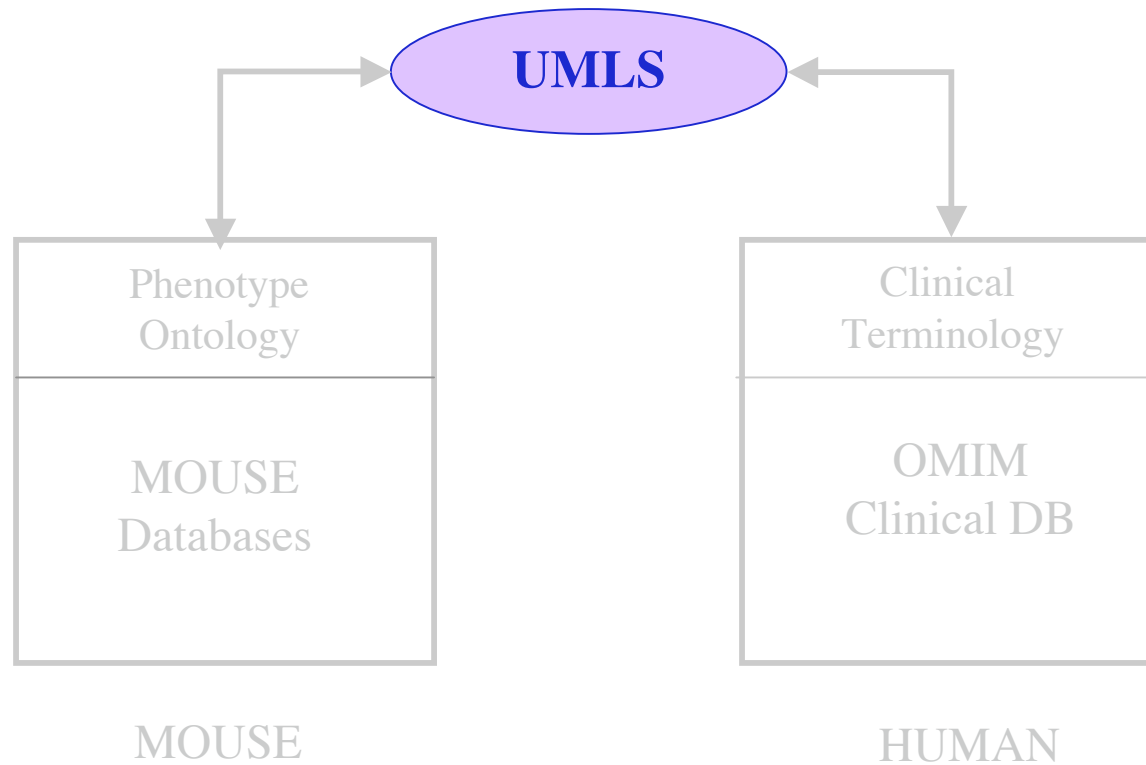 UMLS
Phenotype
Ontology
MOUSE
Databases
MOUSE
Clinical
Terminology
OMIM
Clinical DB
HUMAN